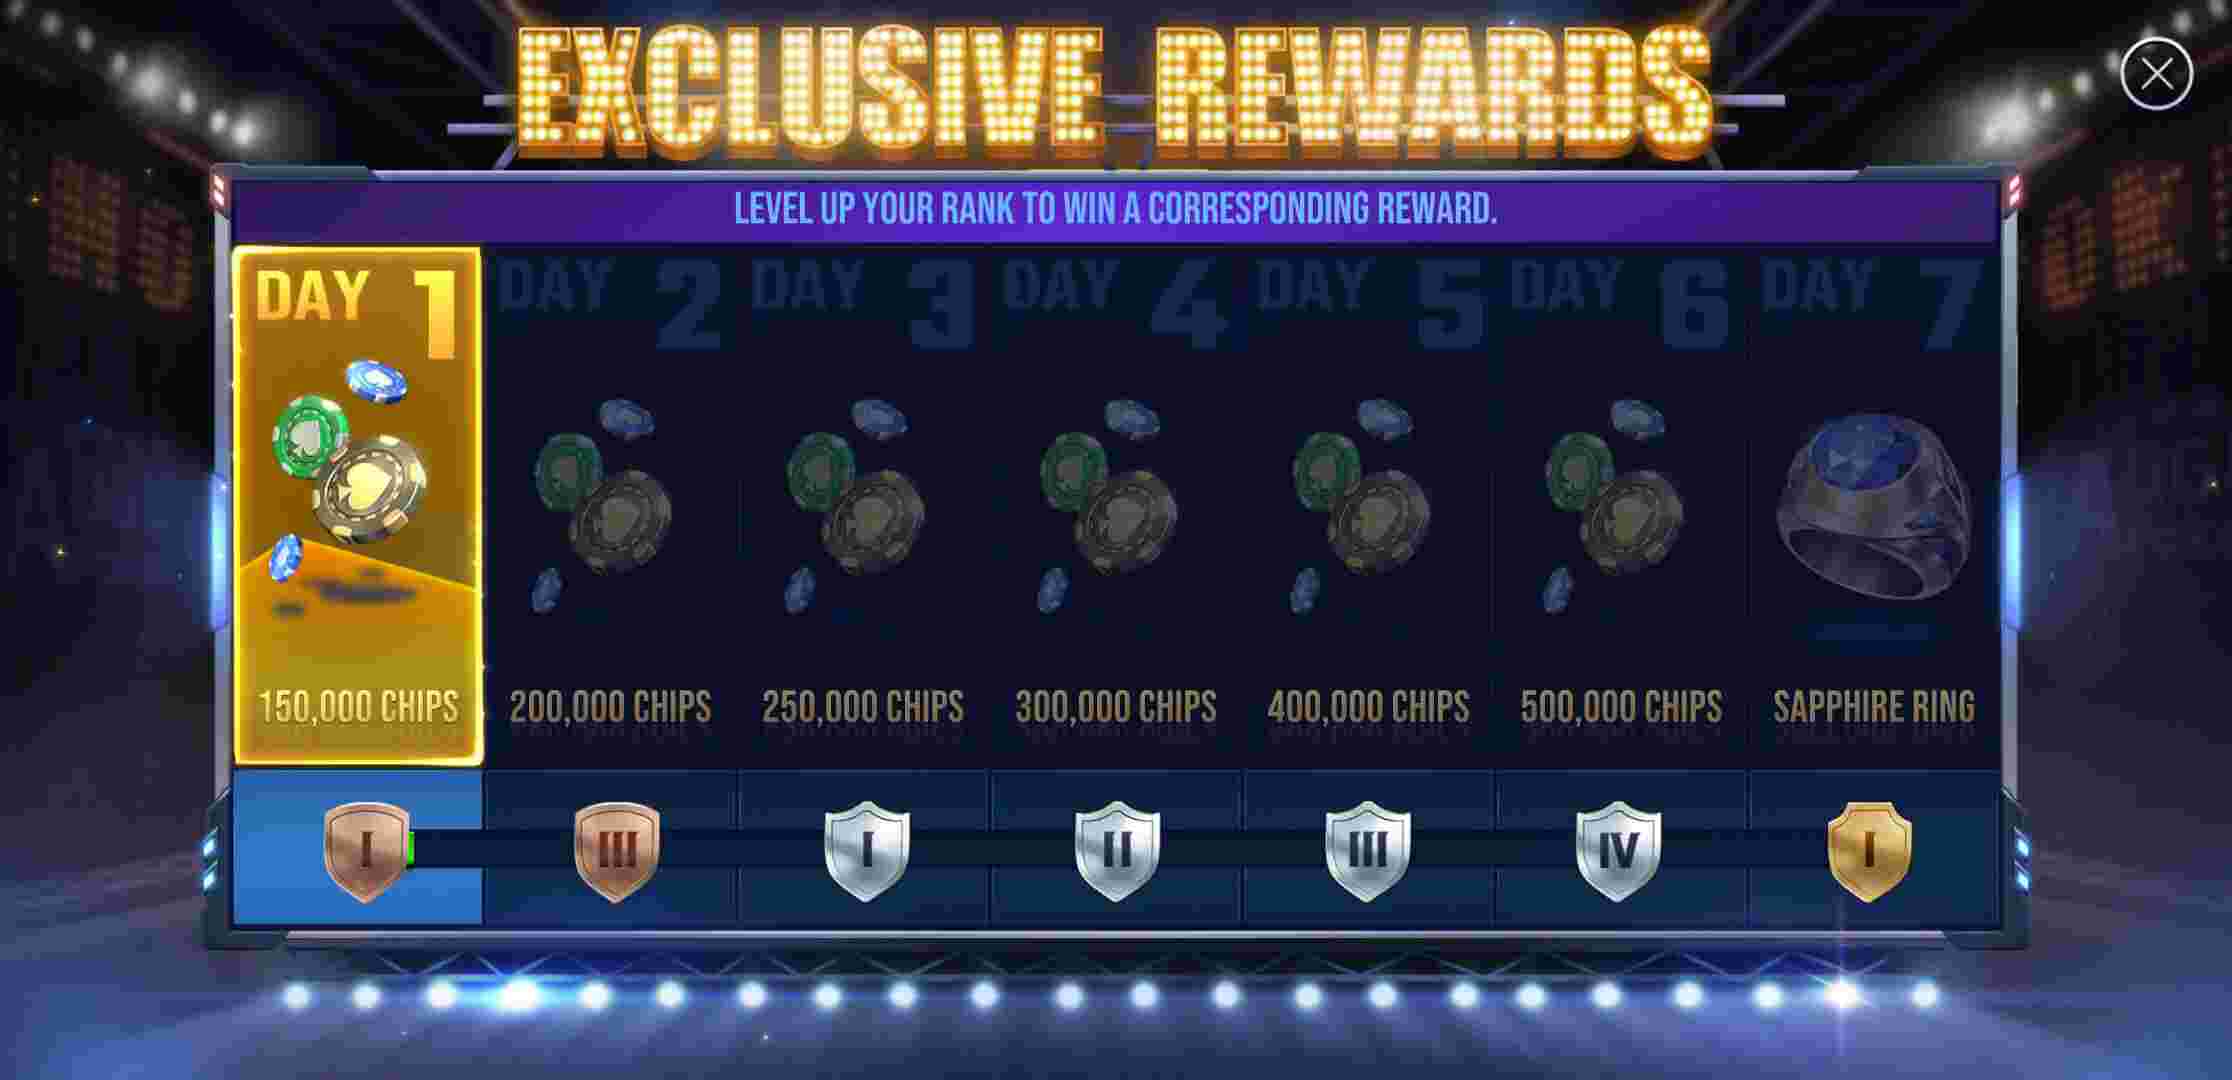 EXCLUSIVE REWARDS
LEVEL UP YOUR RANK TO WIN A CORRESPONDING REWARD.
DAY 1
DAY 2
DAY 3
DAY 4
DAY 5
DAY 6
DAY 7
150,000 CHIPS
200,000 CHIPS
250,000 CHIPS
300,000 CHIPS
400,000 CHIPS
500,000 CHIPS
SAPPHIRE RING
I
III
I
II
III
IV
I